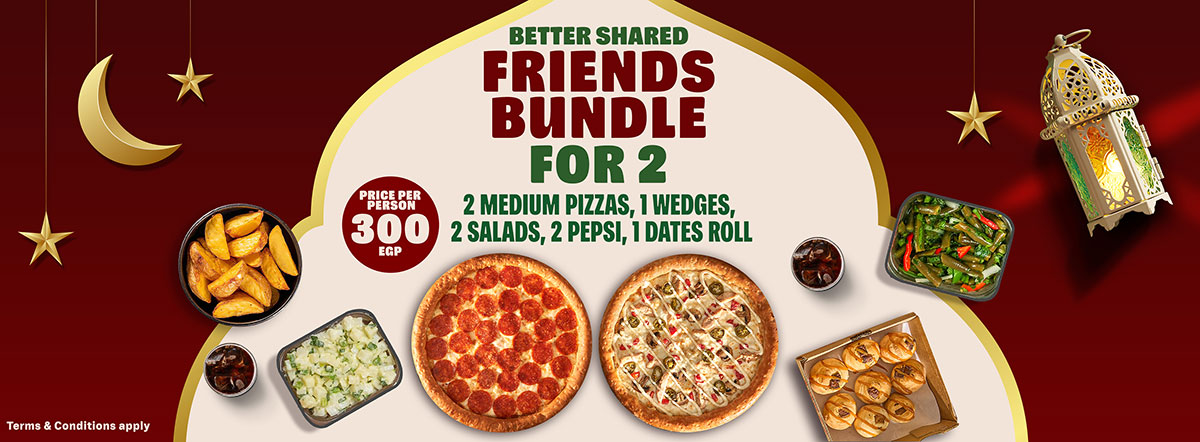 BETTER SHARED
FRIENDS
BUNDLE
FOR 2
PRICE PER
PERSON
300
EGP
2 MEDIUM PIZZAS, 1 WEDGES,
2 SALADS, 2 PEPSI, 1 DATES ROLL
Terms & Conditions apply